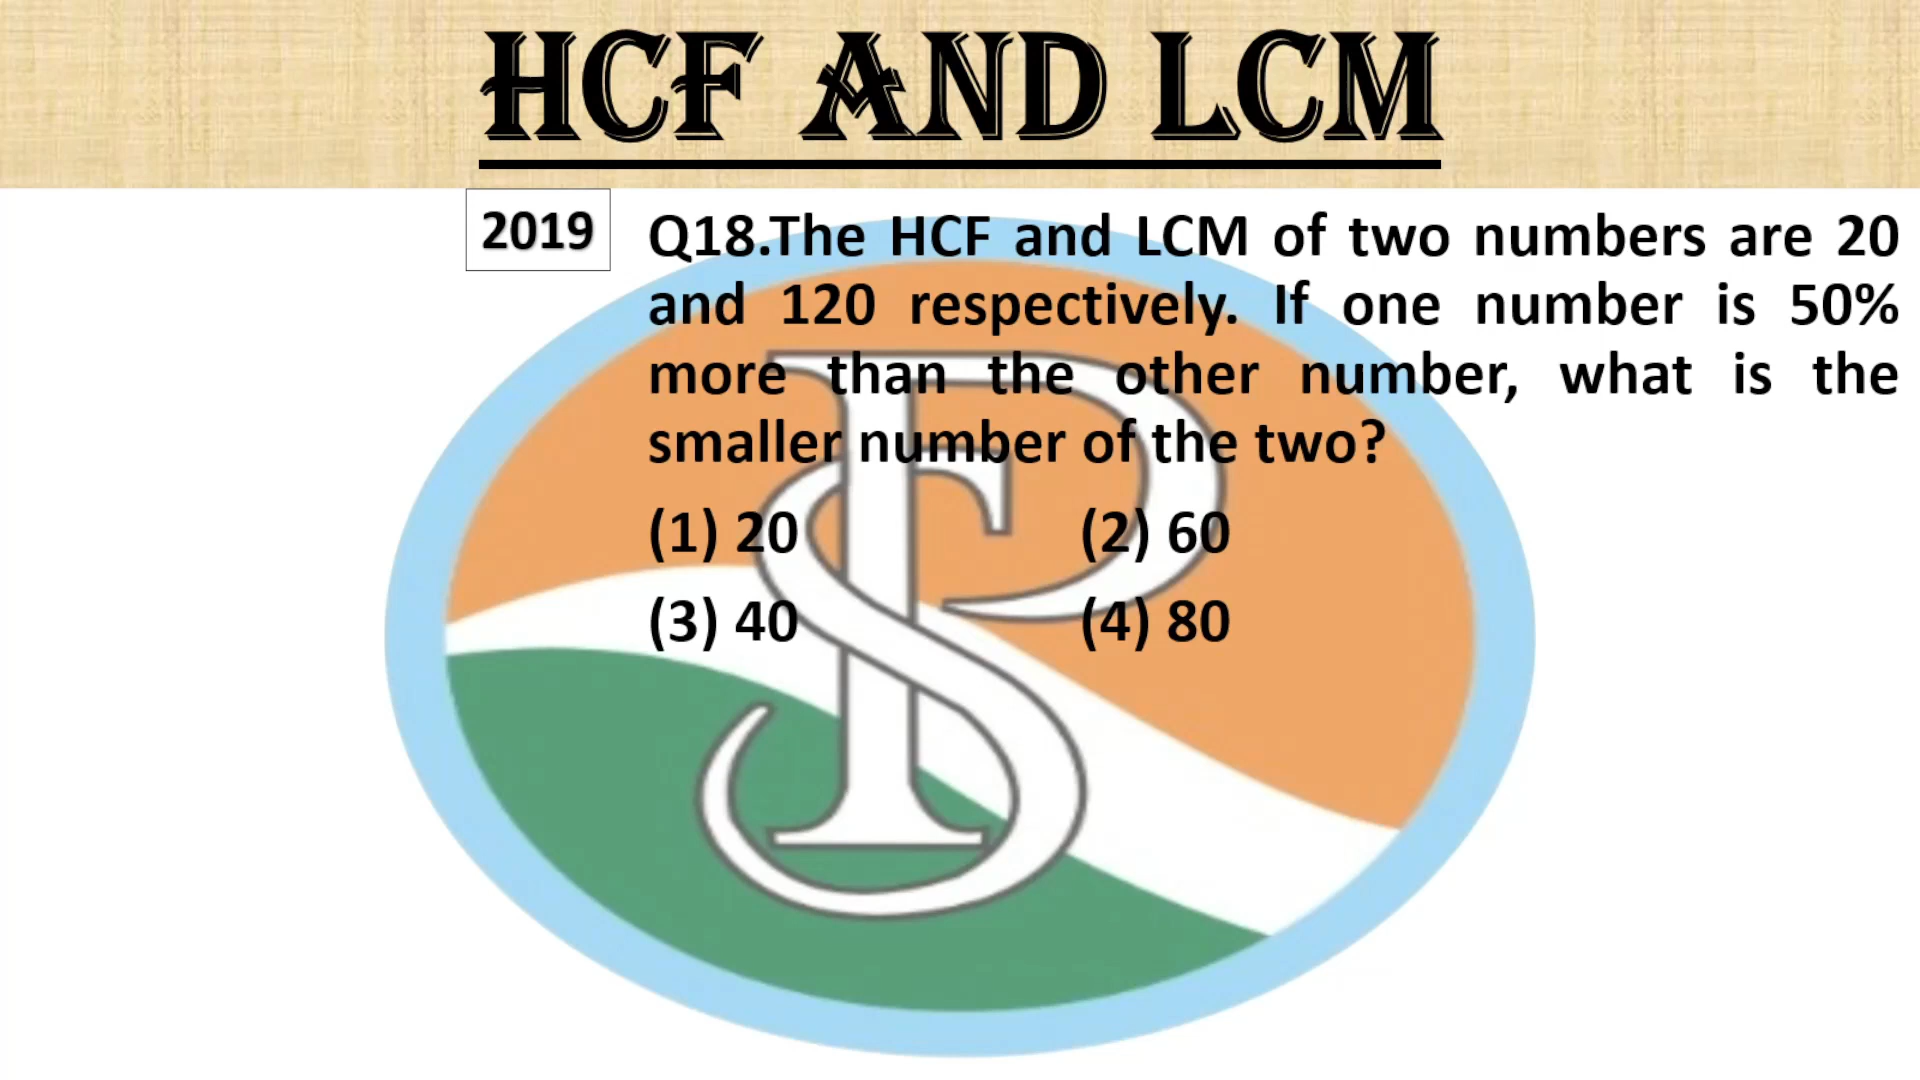 HCF AND LCM
2019
Q18.The HCF and LCM of two numbers are 20
and 120 respectively. If one number is 50%
more than the other number, what is the
smaller number of the two?
(1) 20 (2) 60
(3) 40 (4) 80